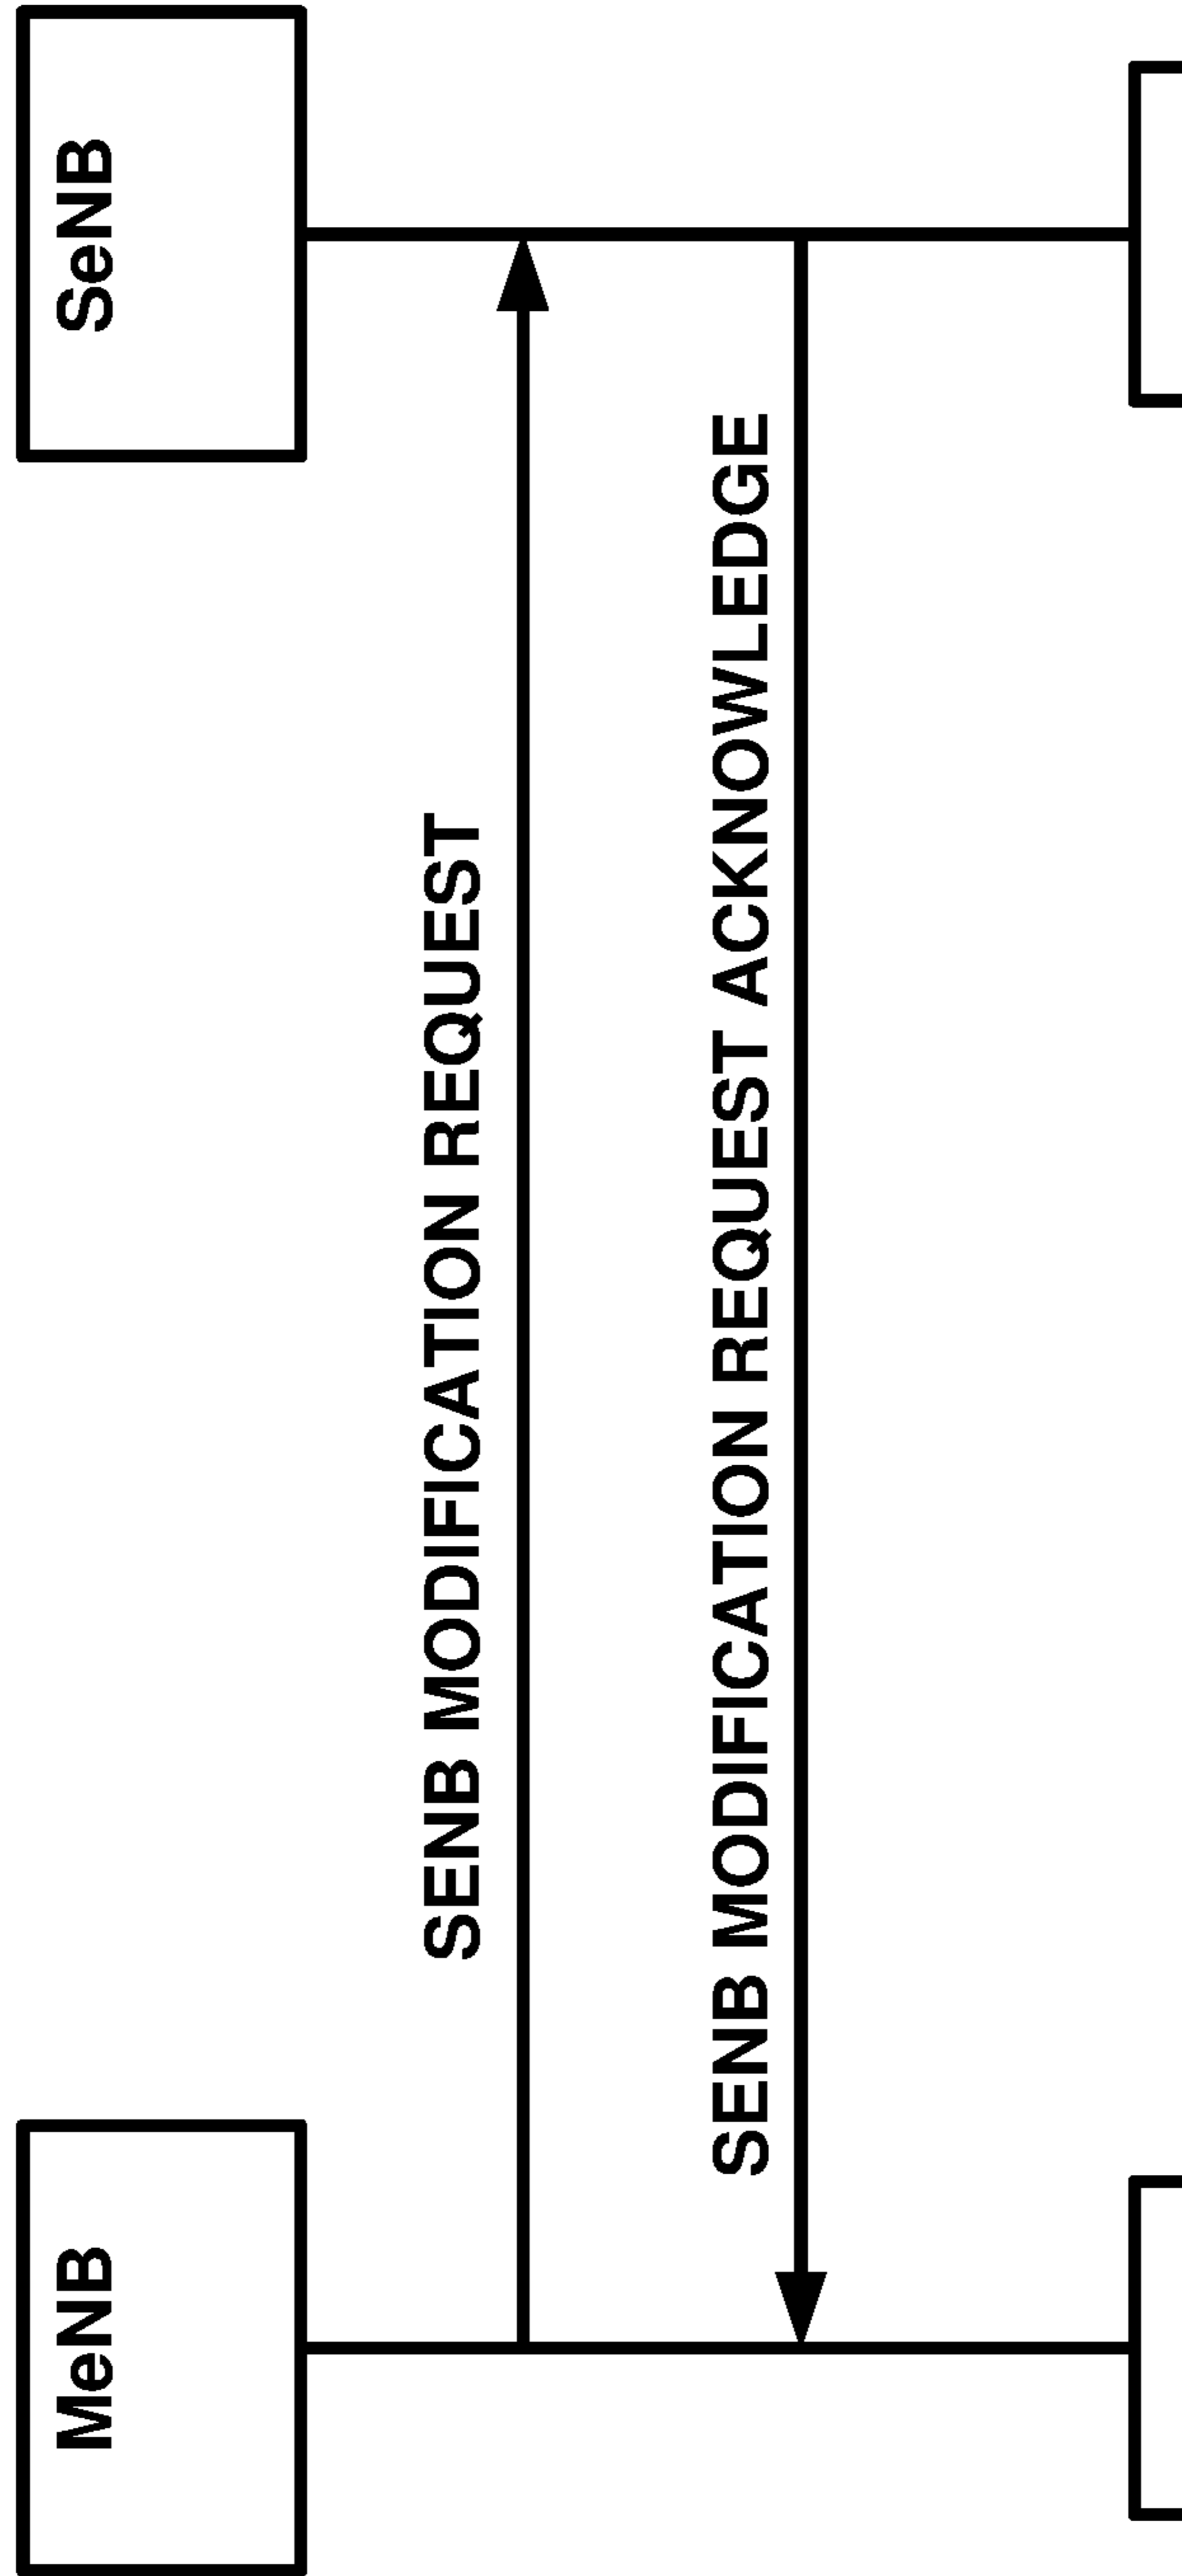 MeNB
SeNB
SENB MODIFICATION REQUEST
SENB MODIFICATION REQUEST ACKNOWLEDGE